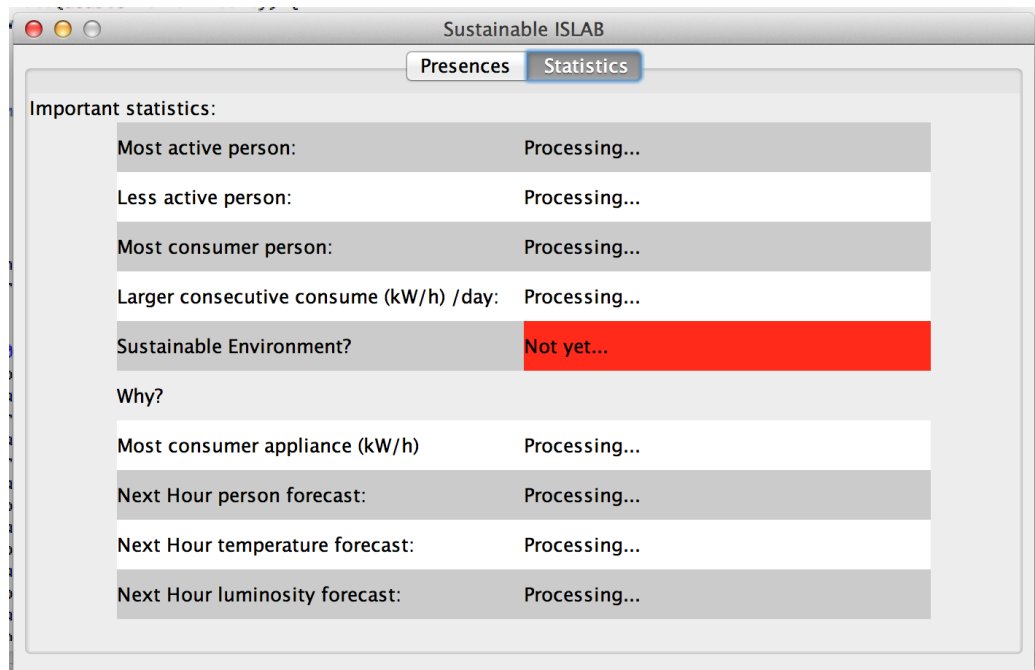 Sustainable ISLAB
Presences Statistics
Important statistics:
Most active person: Processing...
Less active person: Processing...
Most consumer person: Processing...
Larger consecutive consume (kW/h) /day: Processing...
Sustainable Environment? Not yet...
Why?
Most consumer appliance (kW/h) Processing...
Next Hour person forecast: Processing...
Next Hour temperature forecast: Processing...
Next Hour luminosity forecast: Processing...